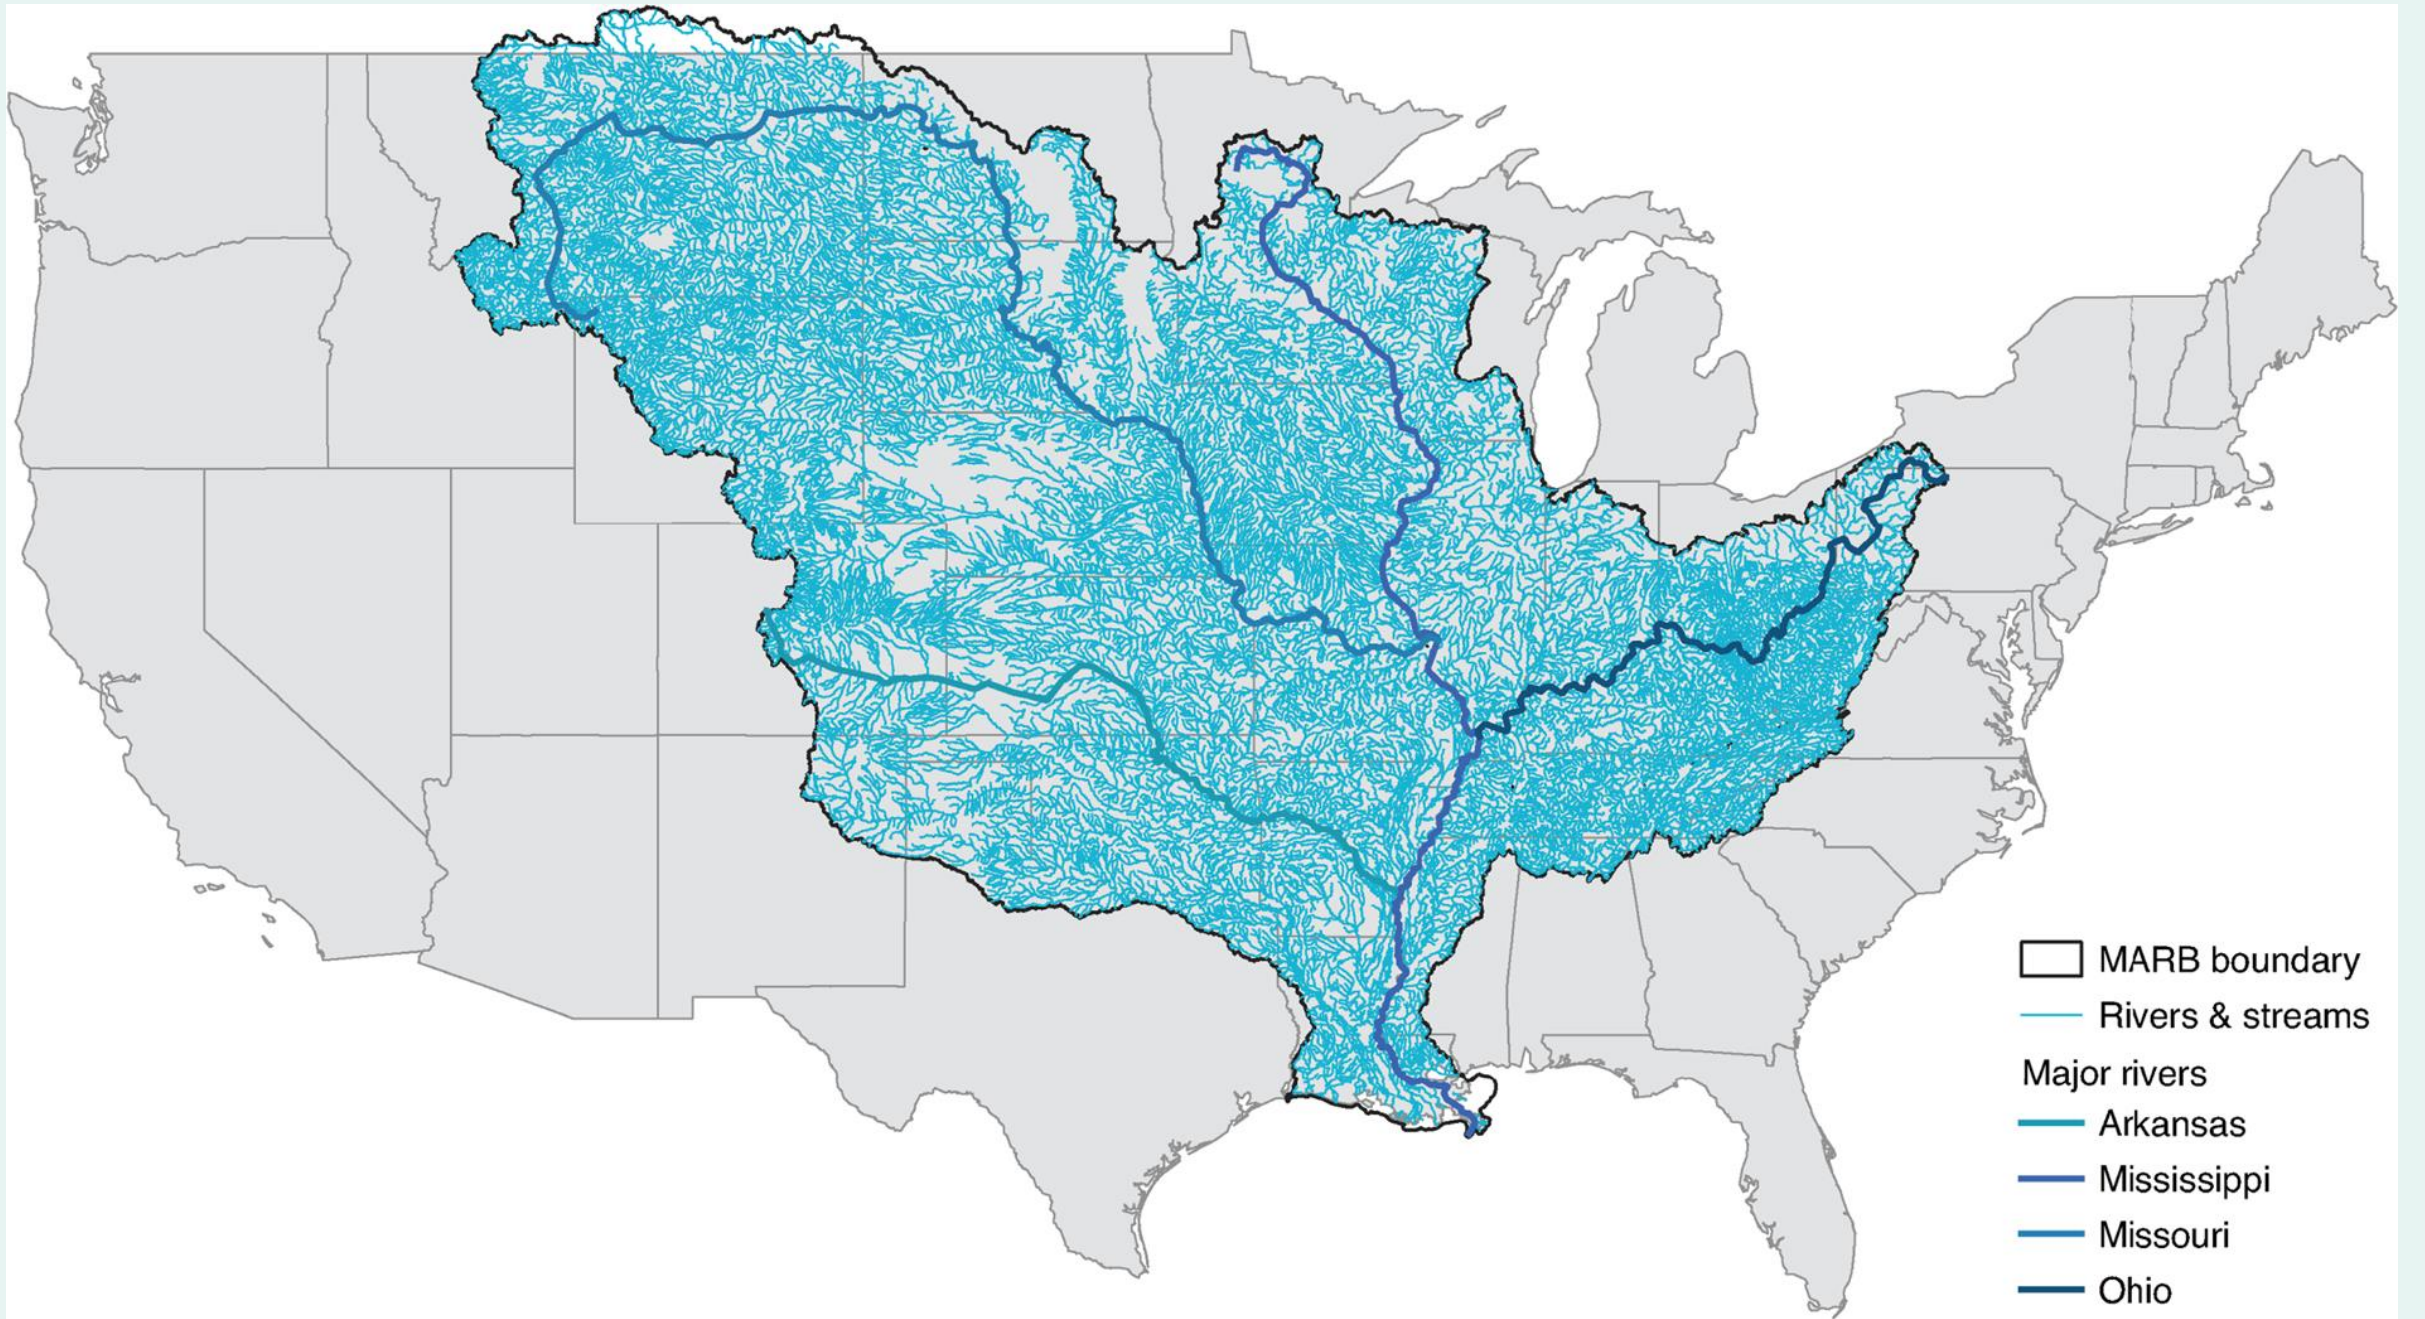 MARB boundary
Rivers & streams
Major rivers
Arkansas
Mississippi
Missouri
Ohio